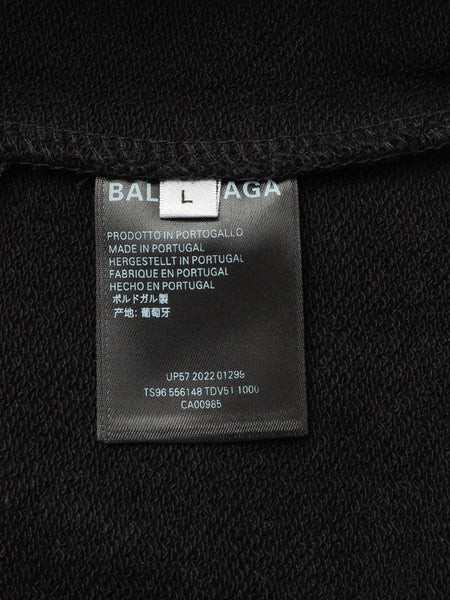 BAL AGA
L
PRODOTTO IN PORTOGALLO
MADE IN PORTUGAL
HERGESTELLT IN PORTUGAL
FABRIQUE EN PORTUGAL
HECHO EN PORTUGAL
ポルトガル製
产地: 葡萄牙
UP57 2022 01299
TS96 556148 TDV51 1000
CA00985